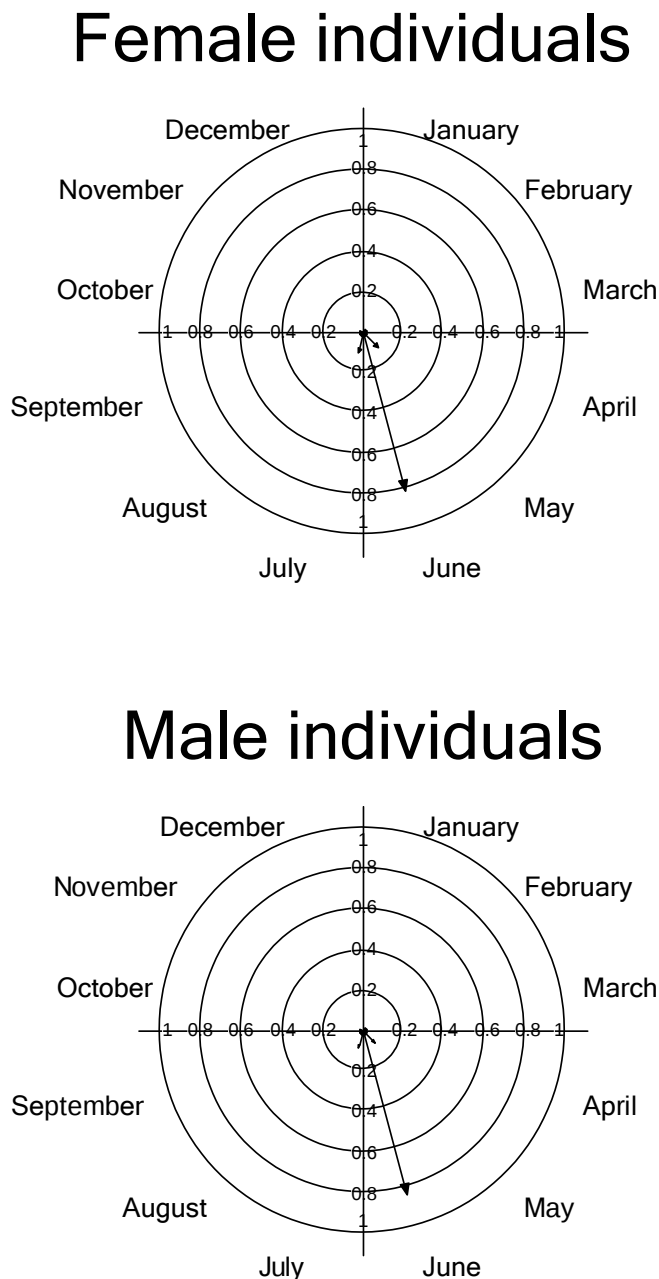 Female individuals
December January
1
November 0.8 February
0.6
0.4
October 0.2 March
1 0.8 0.6 0.4 0.2 0.2 0.4 0.6 0.8 1
0.2
September 0.4 April
0.6
0.8
August 1 May
July June
Male individuals
December January
1
November 0.8 February
0.6
0.4
October 0.2 March
1 0.8 0.6 0.4 0.2 0.2 0.4 0.6 0.8 1
0.2
September 0.4 April
0.6
0.8
August 1 May
July June